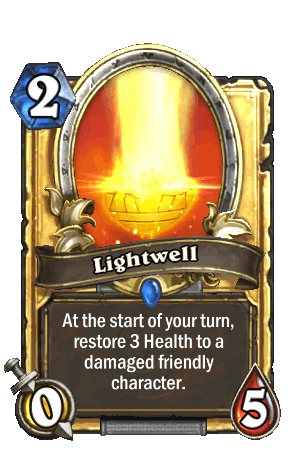 2
Lightwell
At the start of your turn,
restore 3 Health to a
damaged friendly
character.
0
5